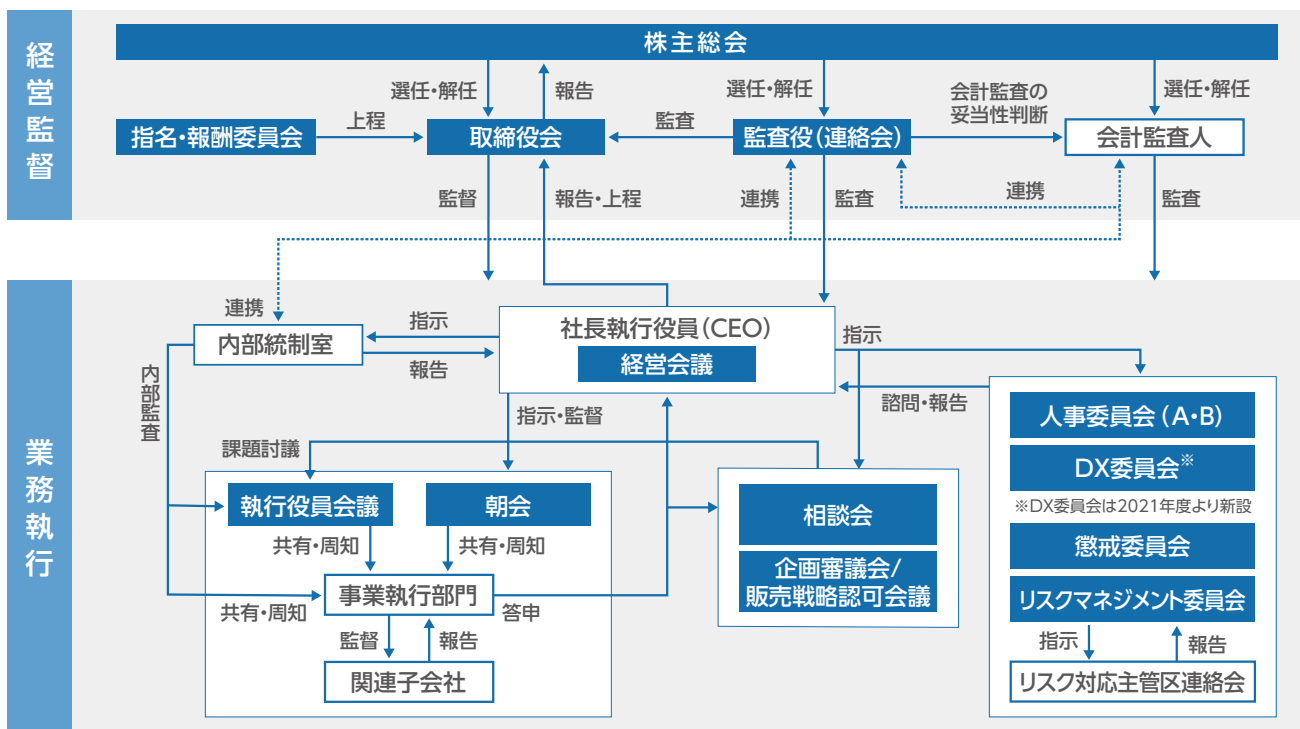 経営監督
株主総会
選任・解任
報告
選任・解任
会計監査の
妥当性判断
選任・解任
指名・報酬委員会
上程
取締役会
監査
監査役（連絡会）
会計監査人
監督
報告・上程
連携
監査
連携
監査
業務執行
連携
内部統制室
指示
報告
社長執行役員（CEO）
経営会議
指示
諮問・報告
内部監査
指示・監督
課題討議
執行役員会議
朝会
共有・周知
共有・周知
共有・周知
事業執行部門
答申
監督
報告
関連子会社
相談会
企画審議会/
販売戦略認可会議
人事委員会（A・B）
DX委員会※
※DX委員会は2021年度より新設
懲戒委員会
リスクマネジメント委員会
指示
報告
リスク対応主管区連絡会